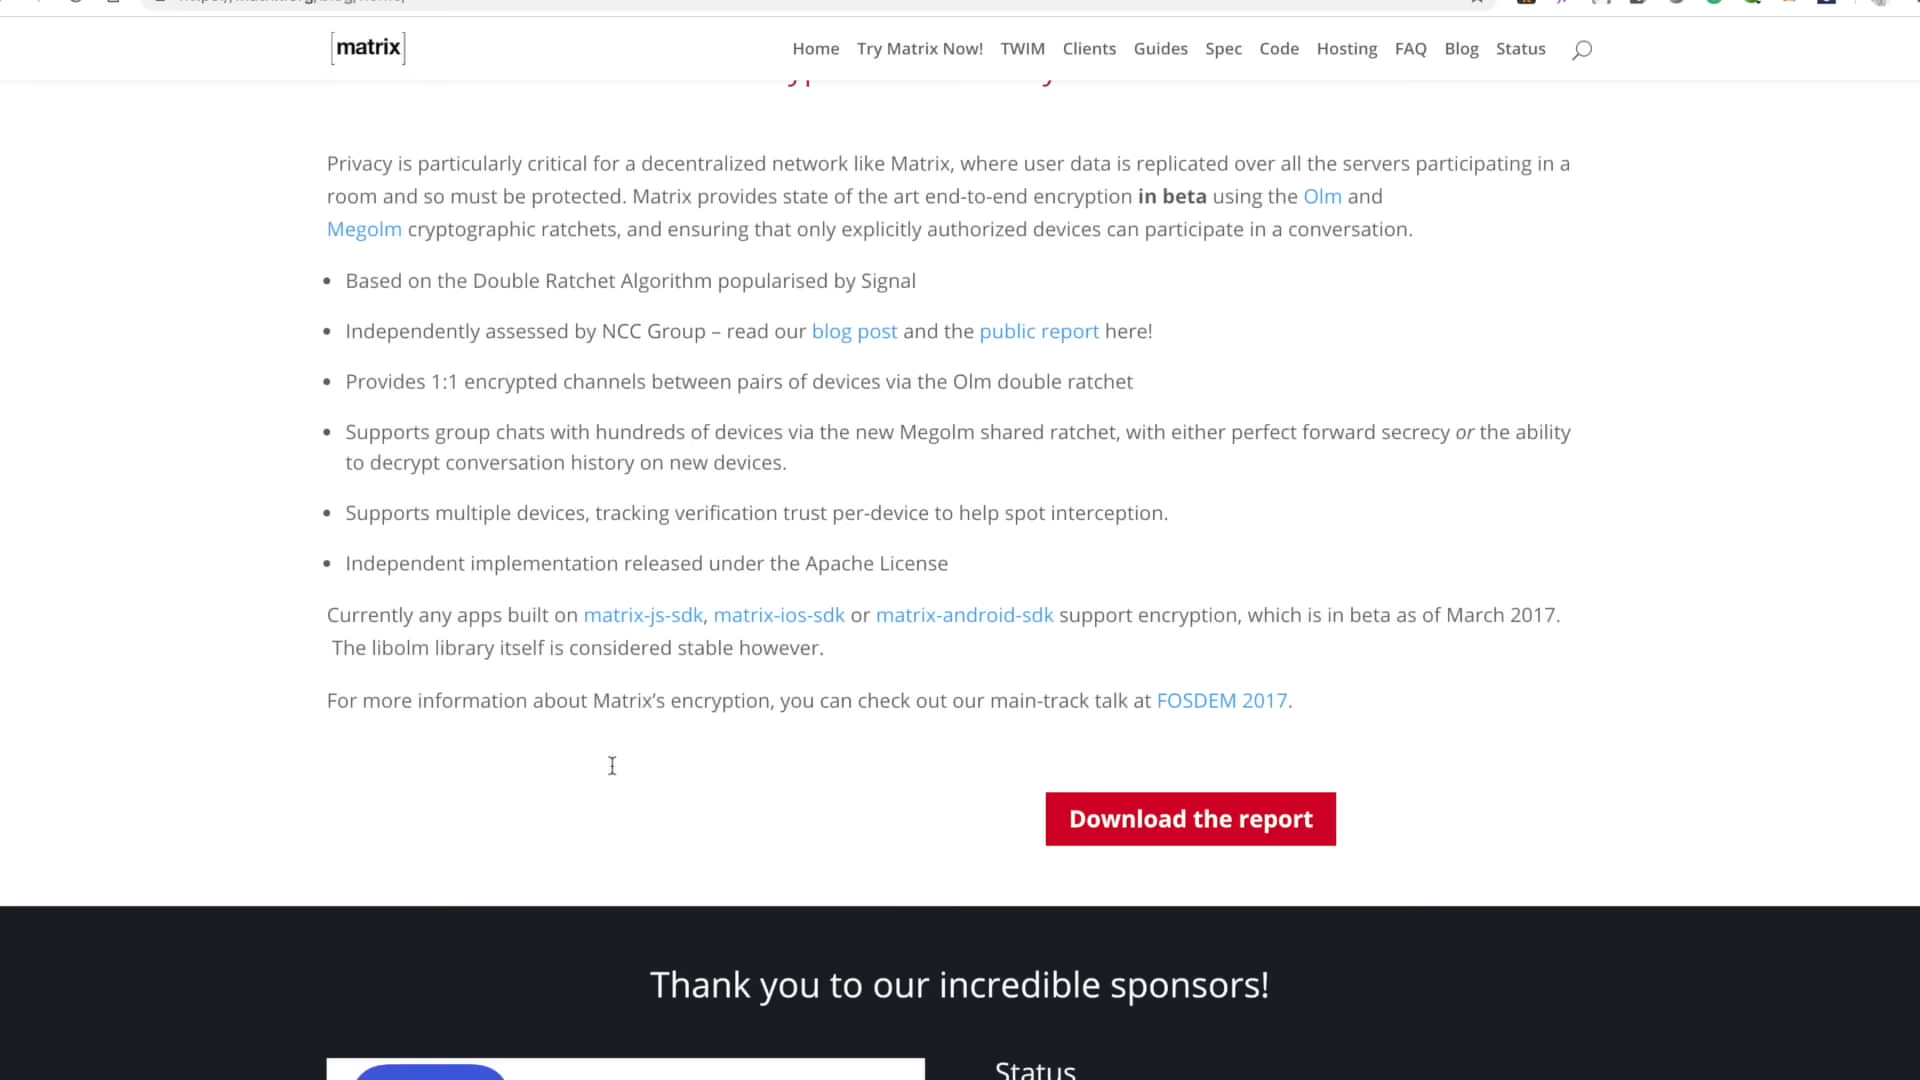 [matrix]
Home Try Matrix Now! TWIM Clients Guides Spec Code Hosting FAQ Blog Status
Privacy is particularly critical for a decentralized network like Matrix, where user data is replicated over all the servers participating in a
room and so must be protected. Matrix provides state of the art end-to-end encryption in beta using the Olm and
Megolm cryptographic ratchets, and ensuring that only explicitly authorized devices can participate in a conversation.
• Based on the Double Ratchet Algorithm popularised by Signal
• Independently assessed by NCC Group – read our blog post and the public report here!
• Provides 1:1 encrypted channels between pairs of devices via the Olm double ratchet
• Supports group chats with hundreds of devices via the new Megolm shared ratchet, with either perfect forward secrecy or the ability
to decrypt conversation history on new devices.
• Supports multiple devices, tracking verification trust per-device to help spot interception.
• Independent implementation released under the Apache License
Currently any apps built on matrix-js-sdk, matrix-ios-sdk or matrix-android-sdk support encryption, which is in beta as of March 2017.
The libolm library itself is considered stable however.
For more information about Matrix’s encryption, you can check out our main-track talk at FOSDEM 2017.
Download the report
Thank you to our incredible sponsors!
Status